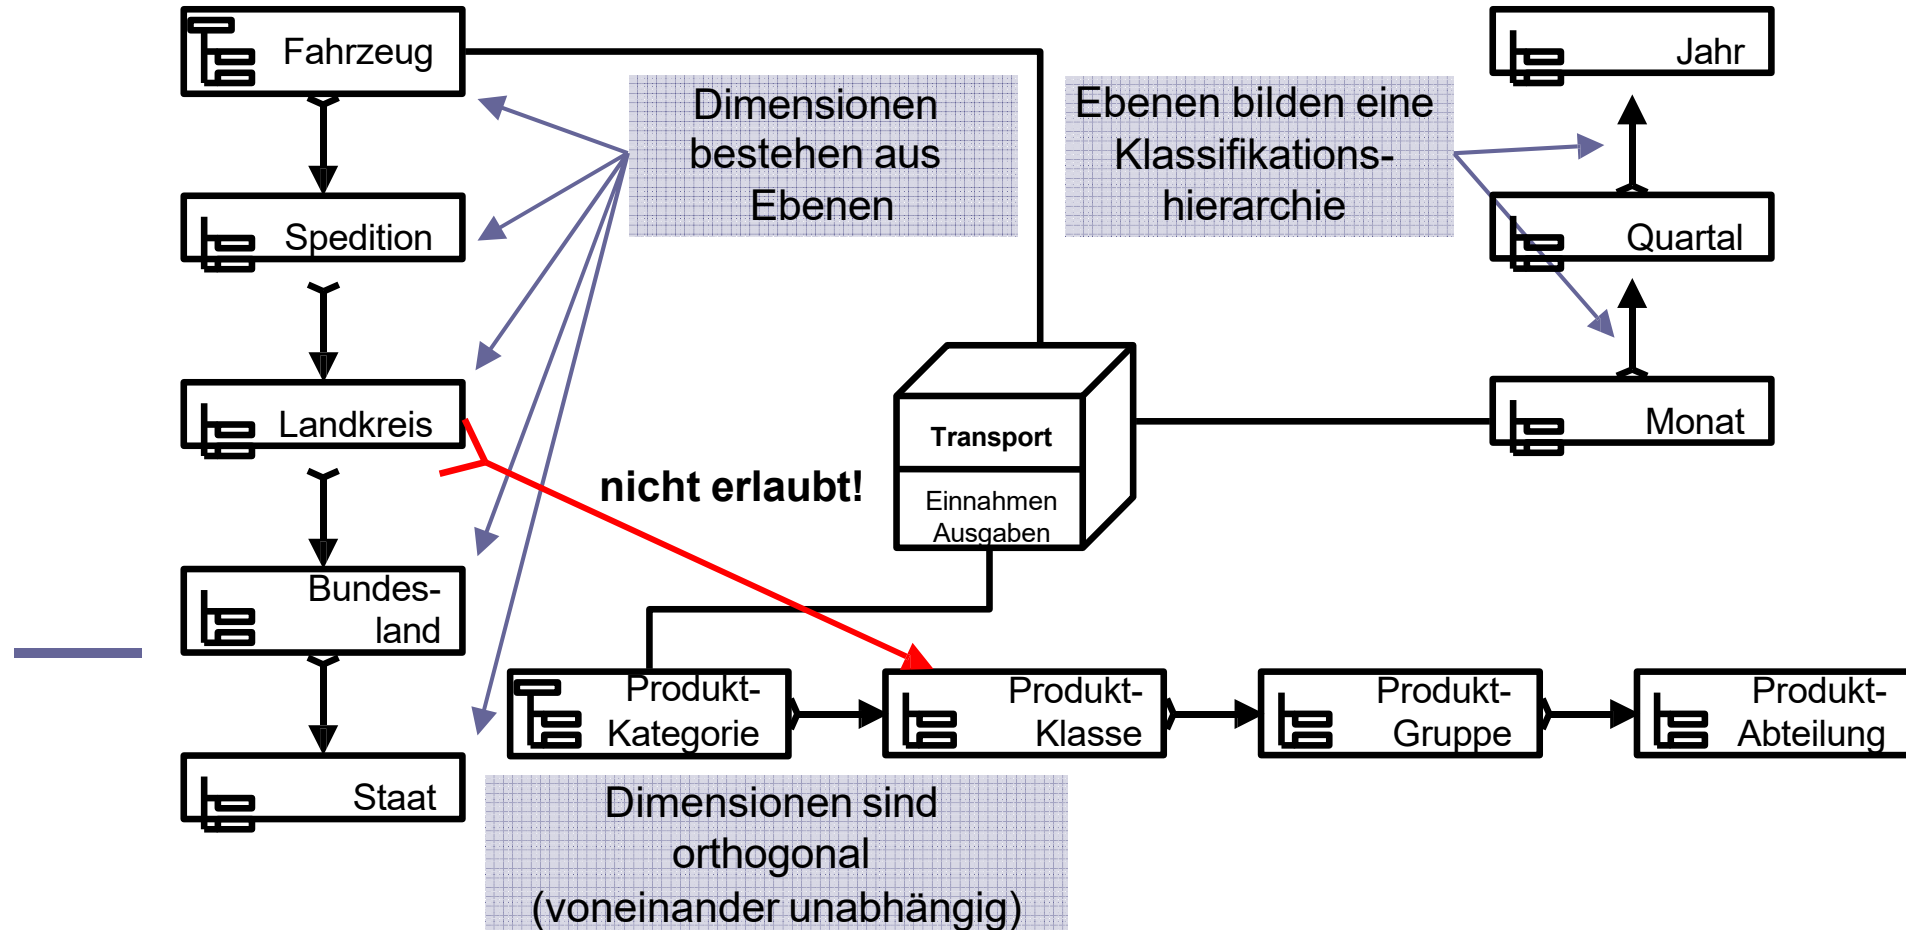 Fahrzeug
Spedition
Landkreis
Bundes-
land
Staat
Dimensionen
bestehen aus
Ebenen
Ebenen bilden eine
Klassifikations-
hierarchie
Jahr
Quartal
Monat
Transport
Einnahmen
Ausgaben
nicht erlaubt!
Produkt-
Kategorie
Produkt-
Klasse
Produkt-
Gruppe
Produkt-
Abteilung
Dimensionen sind
orthogonal
(voneinander unabhängig)